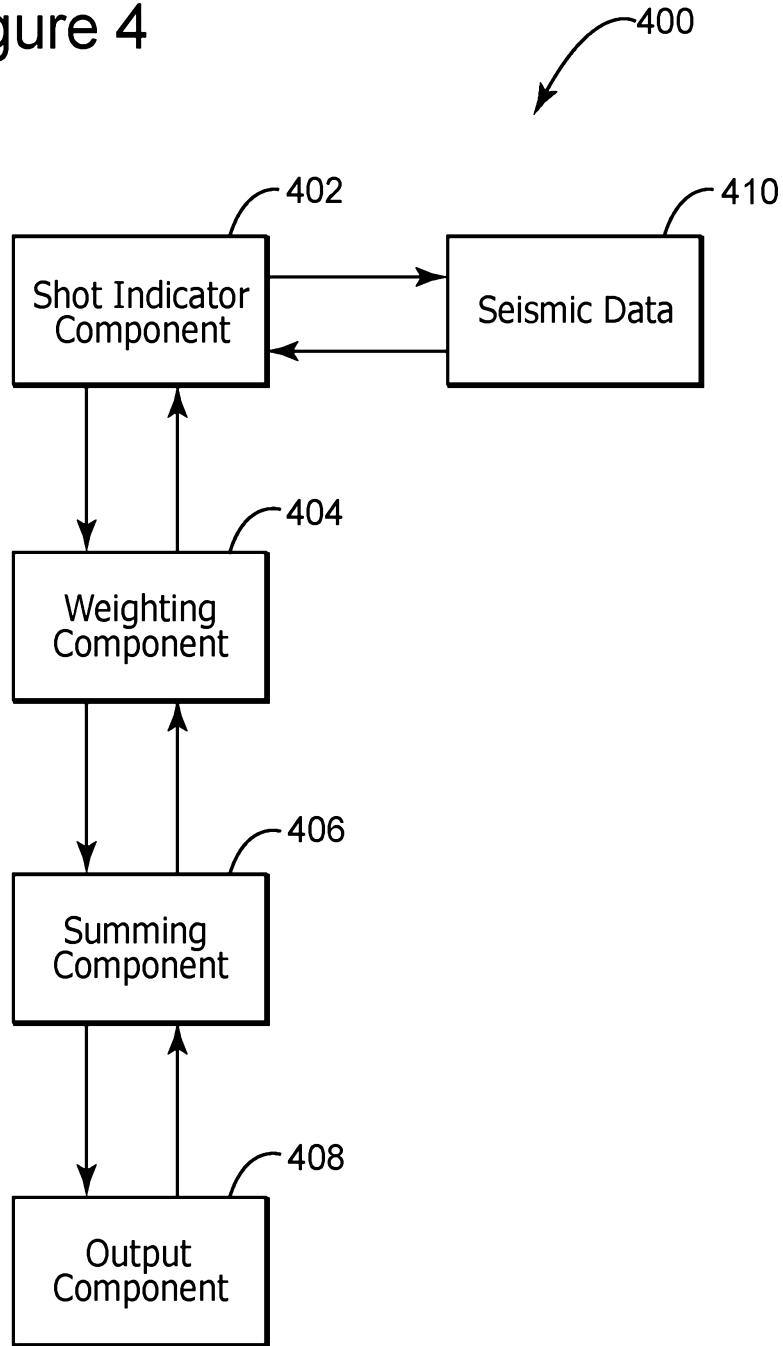 gure 4
400
402
410
Shot Indicator
Component
Seismic Data
404
Weighting
Component
406
Summing
Component
408
Output
Component